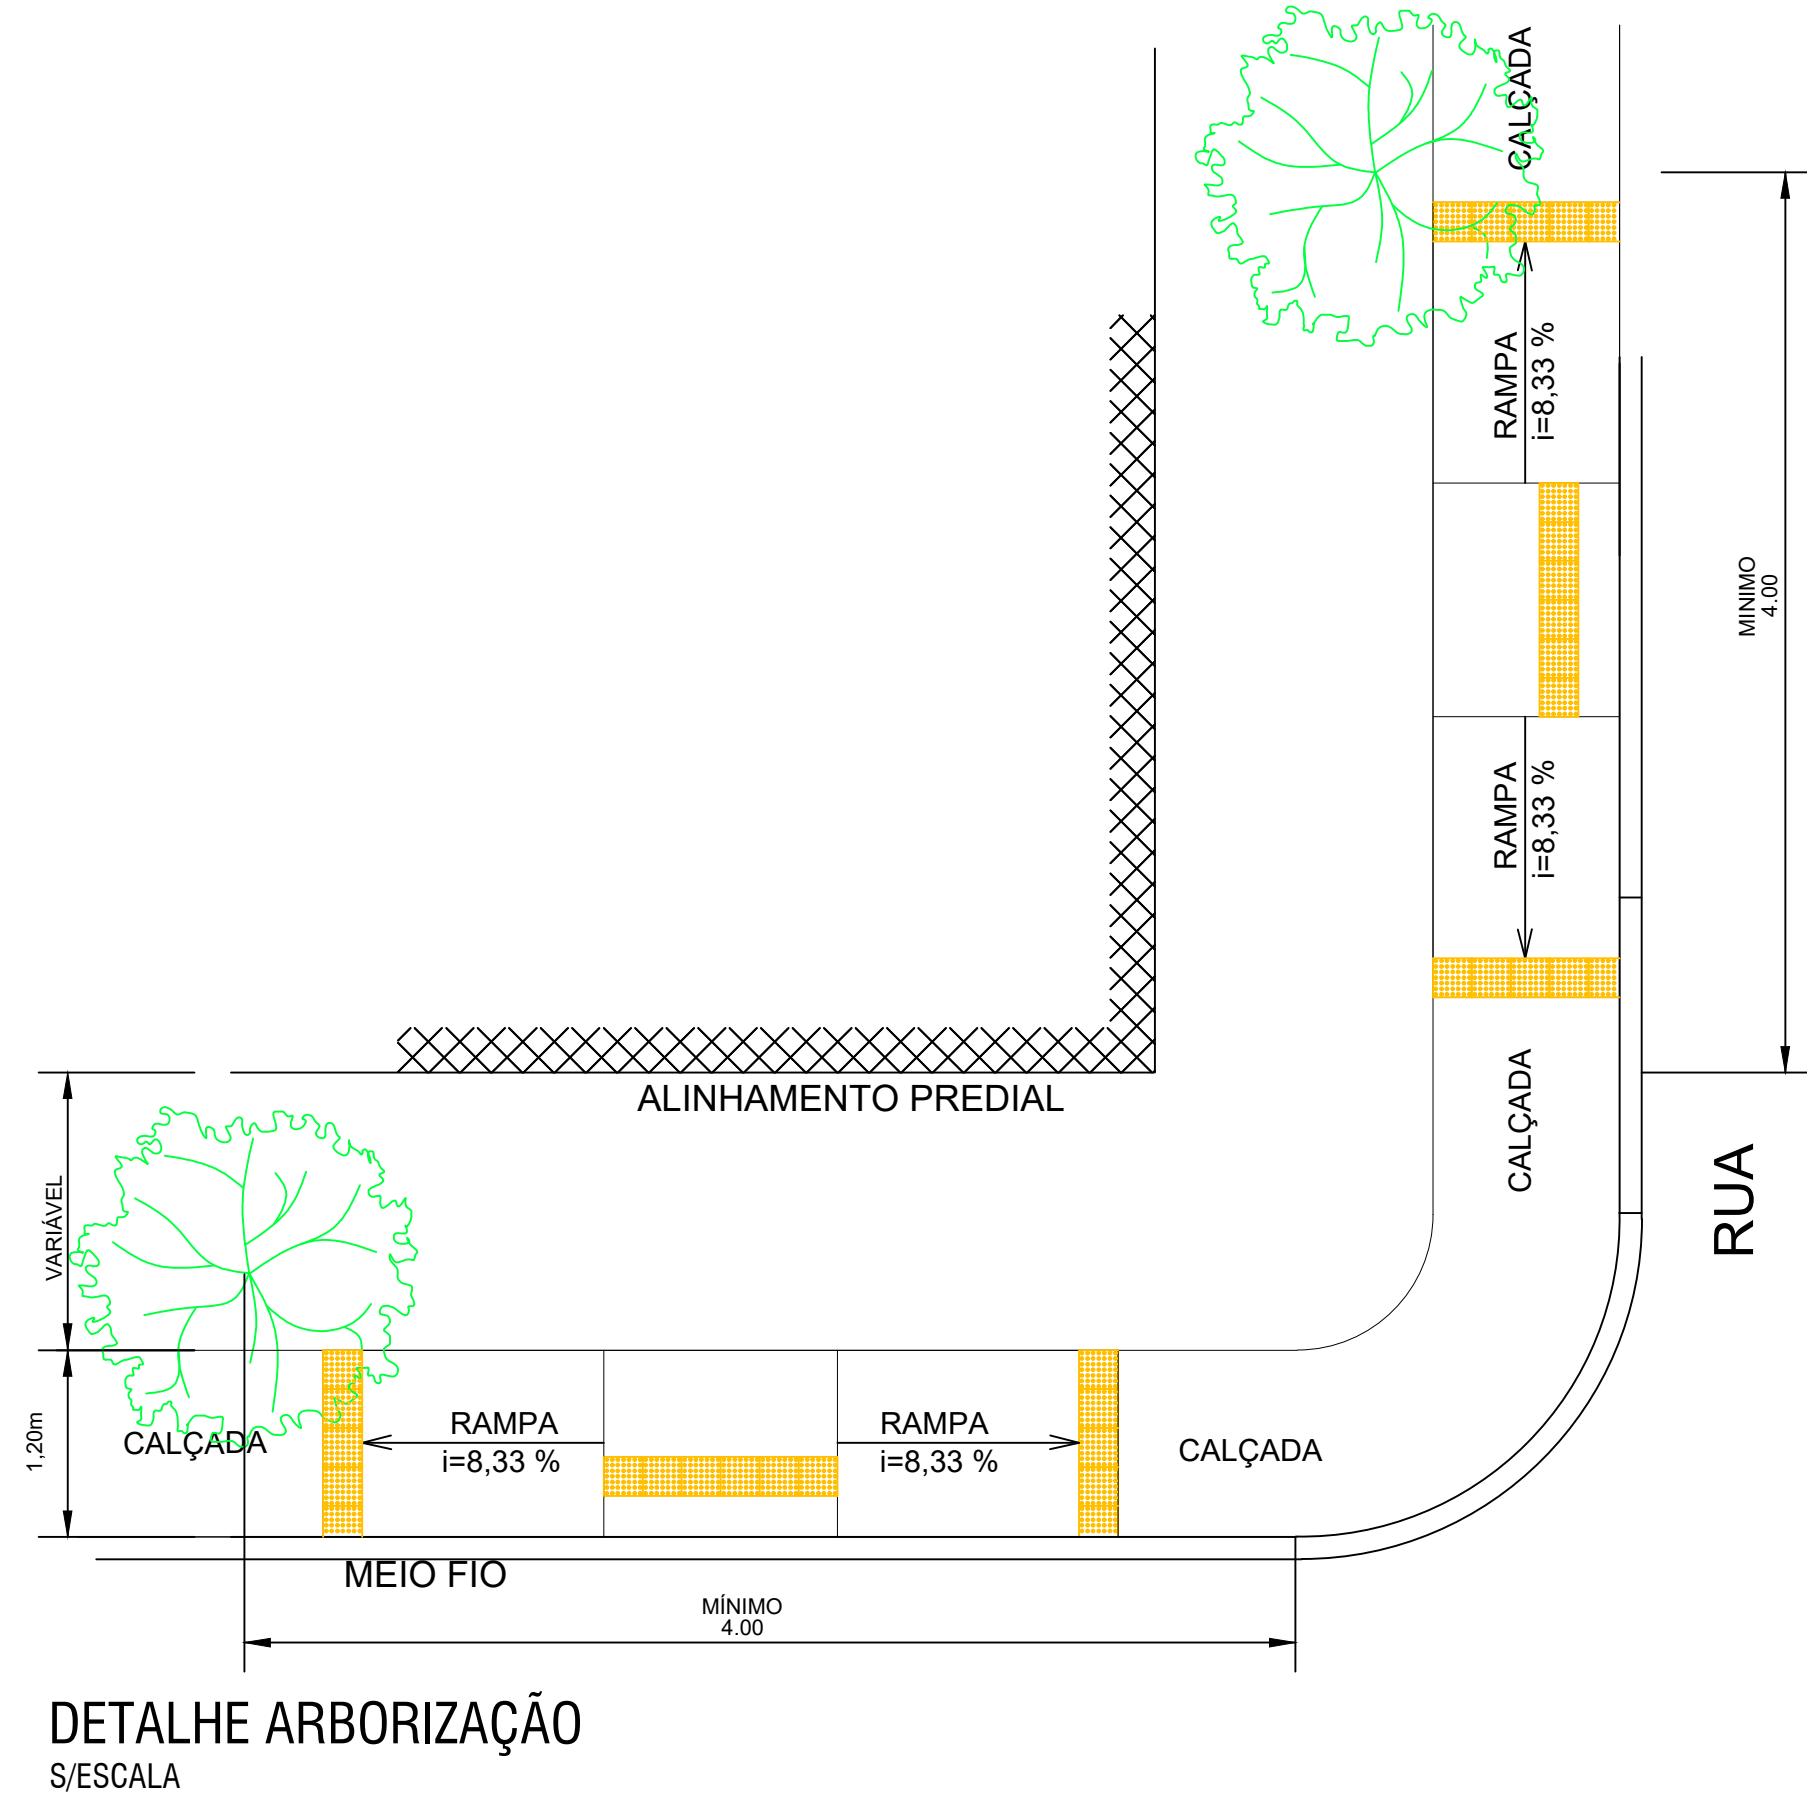 CALÇADA
RAMPA
i=8,33 %
MINIMO
4.00
RAMPA
i=8,33 %
CALÇADA
RUA
ALINHAMENTO PREDIAL
VARIÁVEL
1,20m
CALÇADA
RAMPA
i=8,33 %
RAMPA
i=8,33 %
CALÇADA
MEIO FIO
MÍNIMO
4.00
DETALHE ARBORIZAÇÃO
S/ESCALA